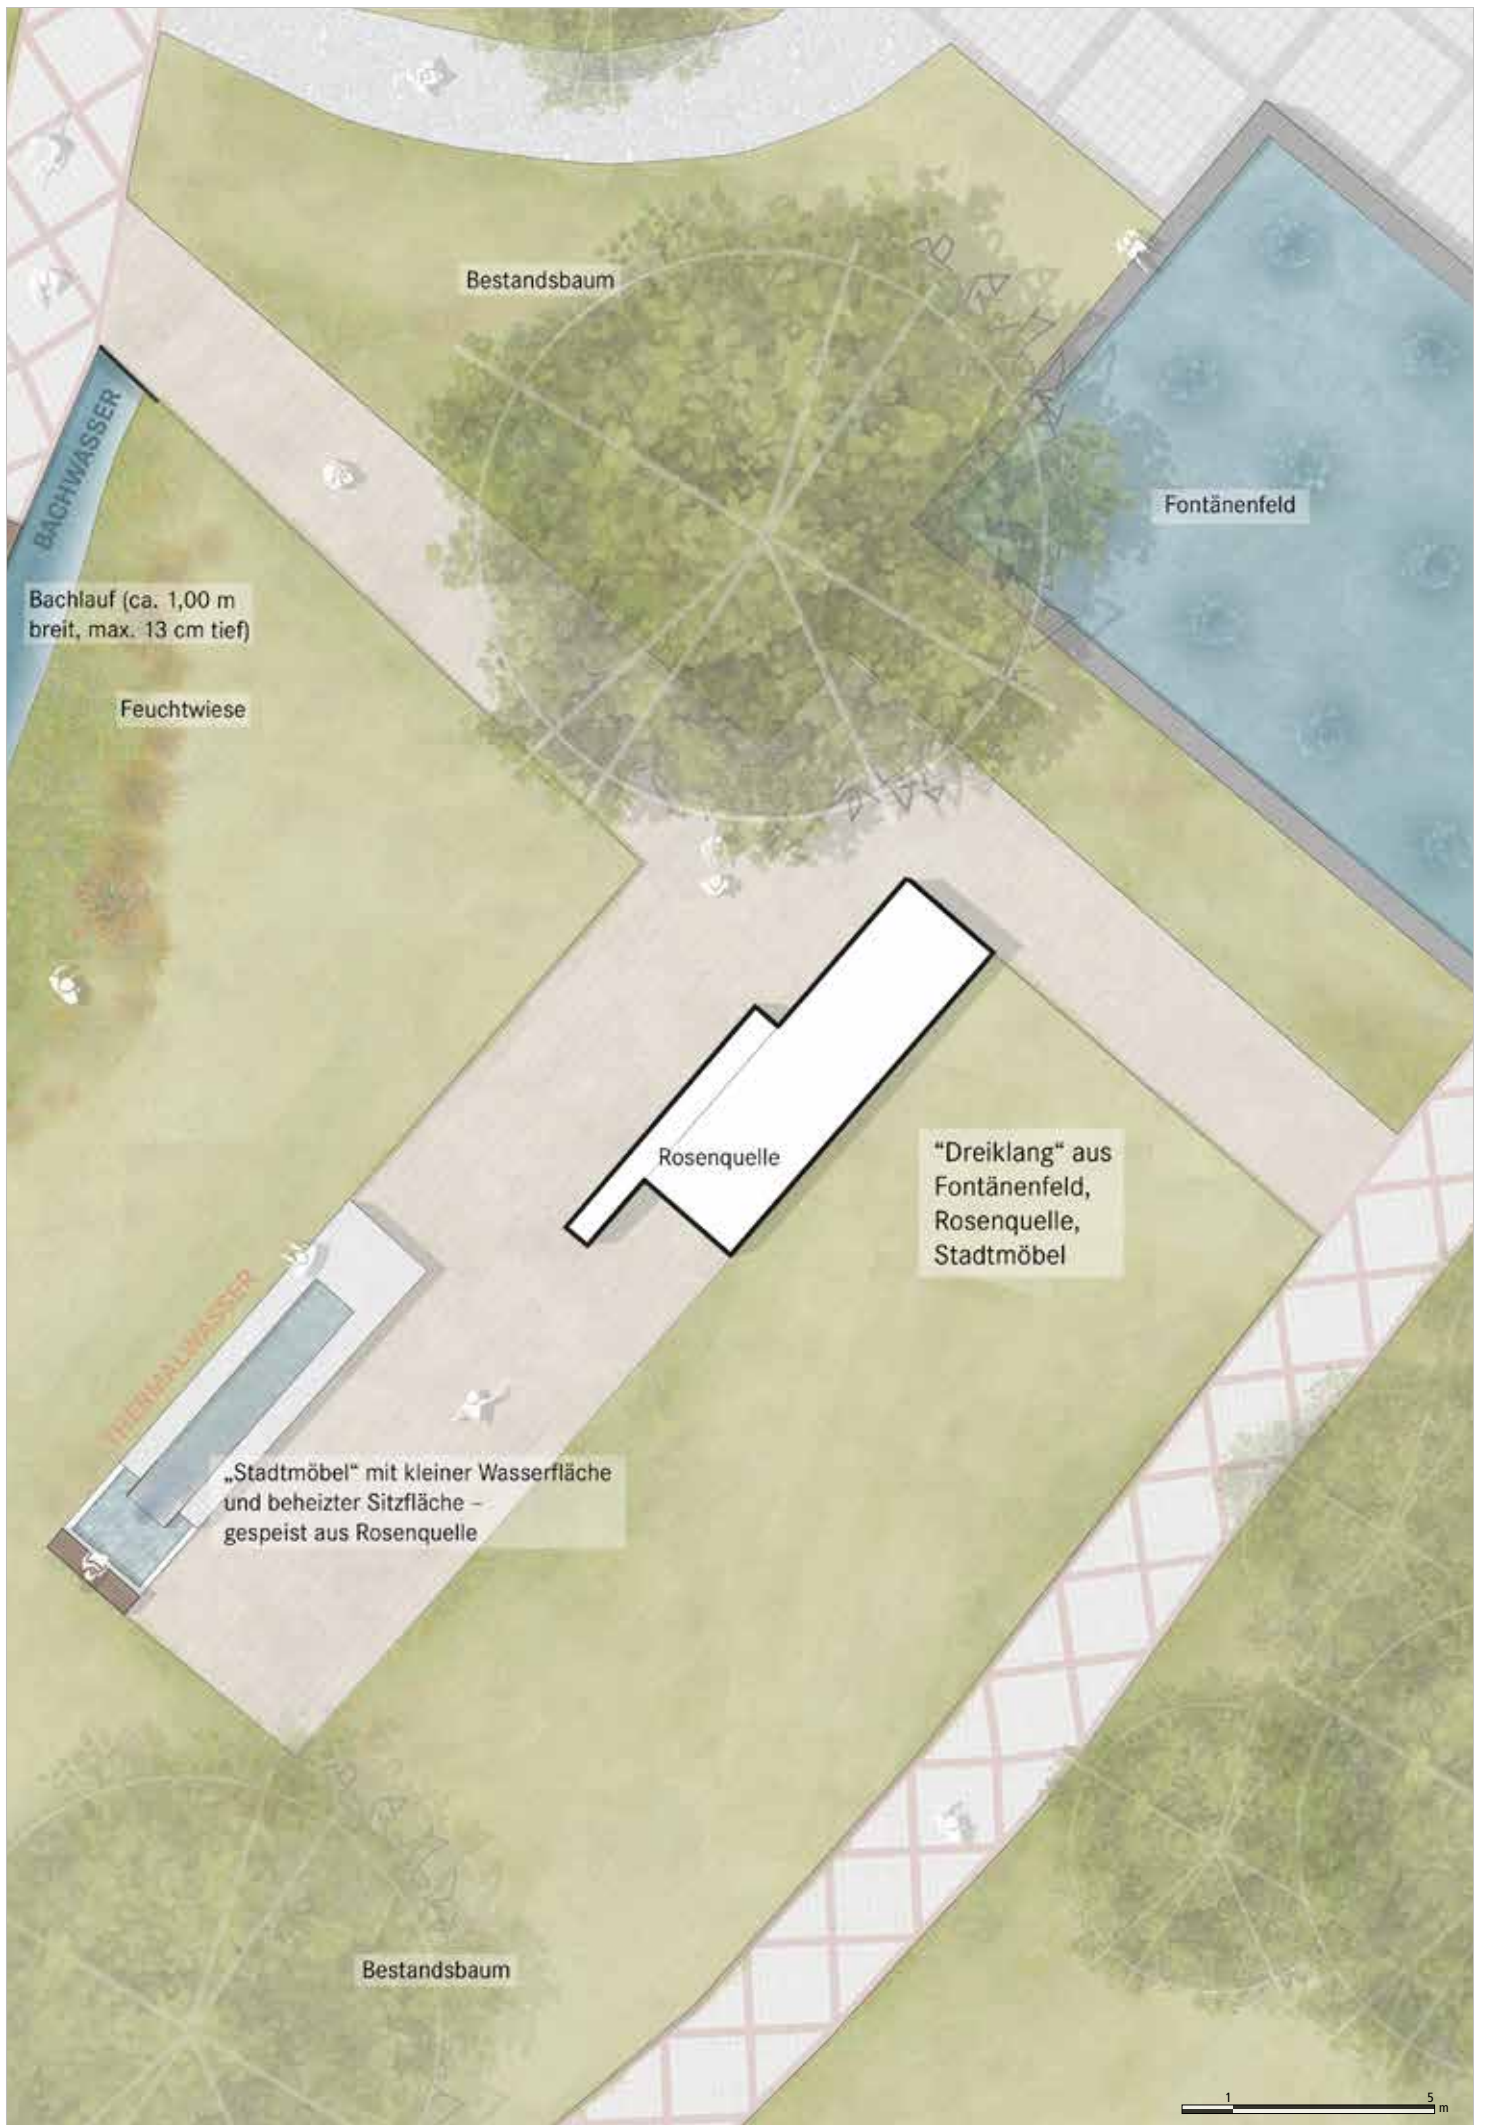 Bestandsbaum
BACHWASSER
Fontänenfeld
Bachlauf (ca. 1,00 m
breit, max. 13 cm tief)
Feuchtwiese
Rosenquelle
“Dreiklang“ aus
Fontänenfeld,
Rosenquelle,
Stadtmöbel
THERMALWASSER
„Stadtmöbel“ mit kleiner Wasserfläche
und beheizter Sitzfläche –
gespeist aus Rosenquelle
Bestandsbaum
1 5
m